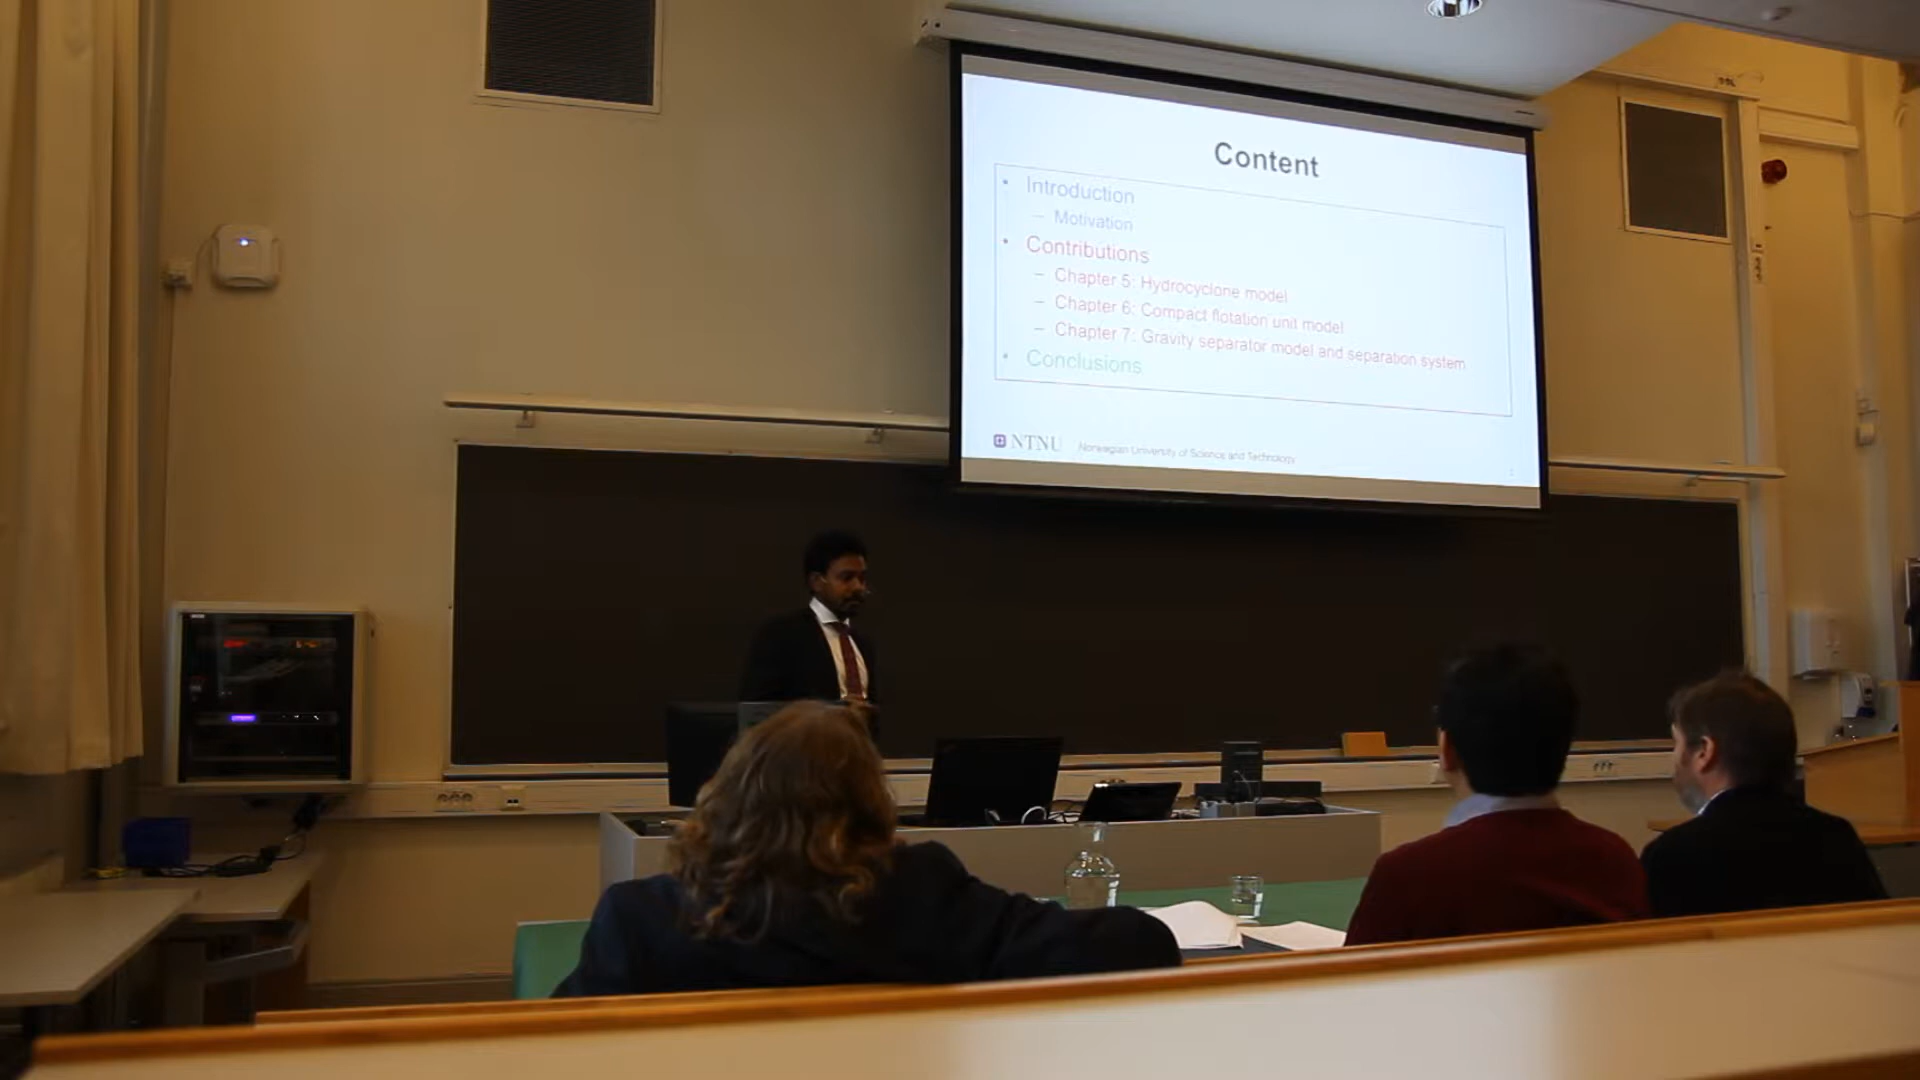 Content
• Introduction
– Motivation
• Contributions
– Chapter 5: Hydrocyclone model
– Chapter 6: Compact flotation unit model
– Chapter 7: Gravity separator model and separation system
• Conclusions
NTNU Norwegian University of Science and Technology